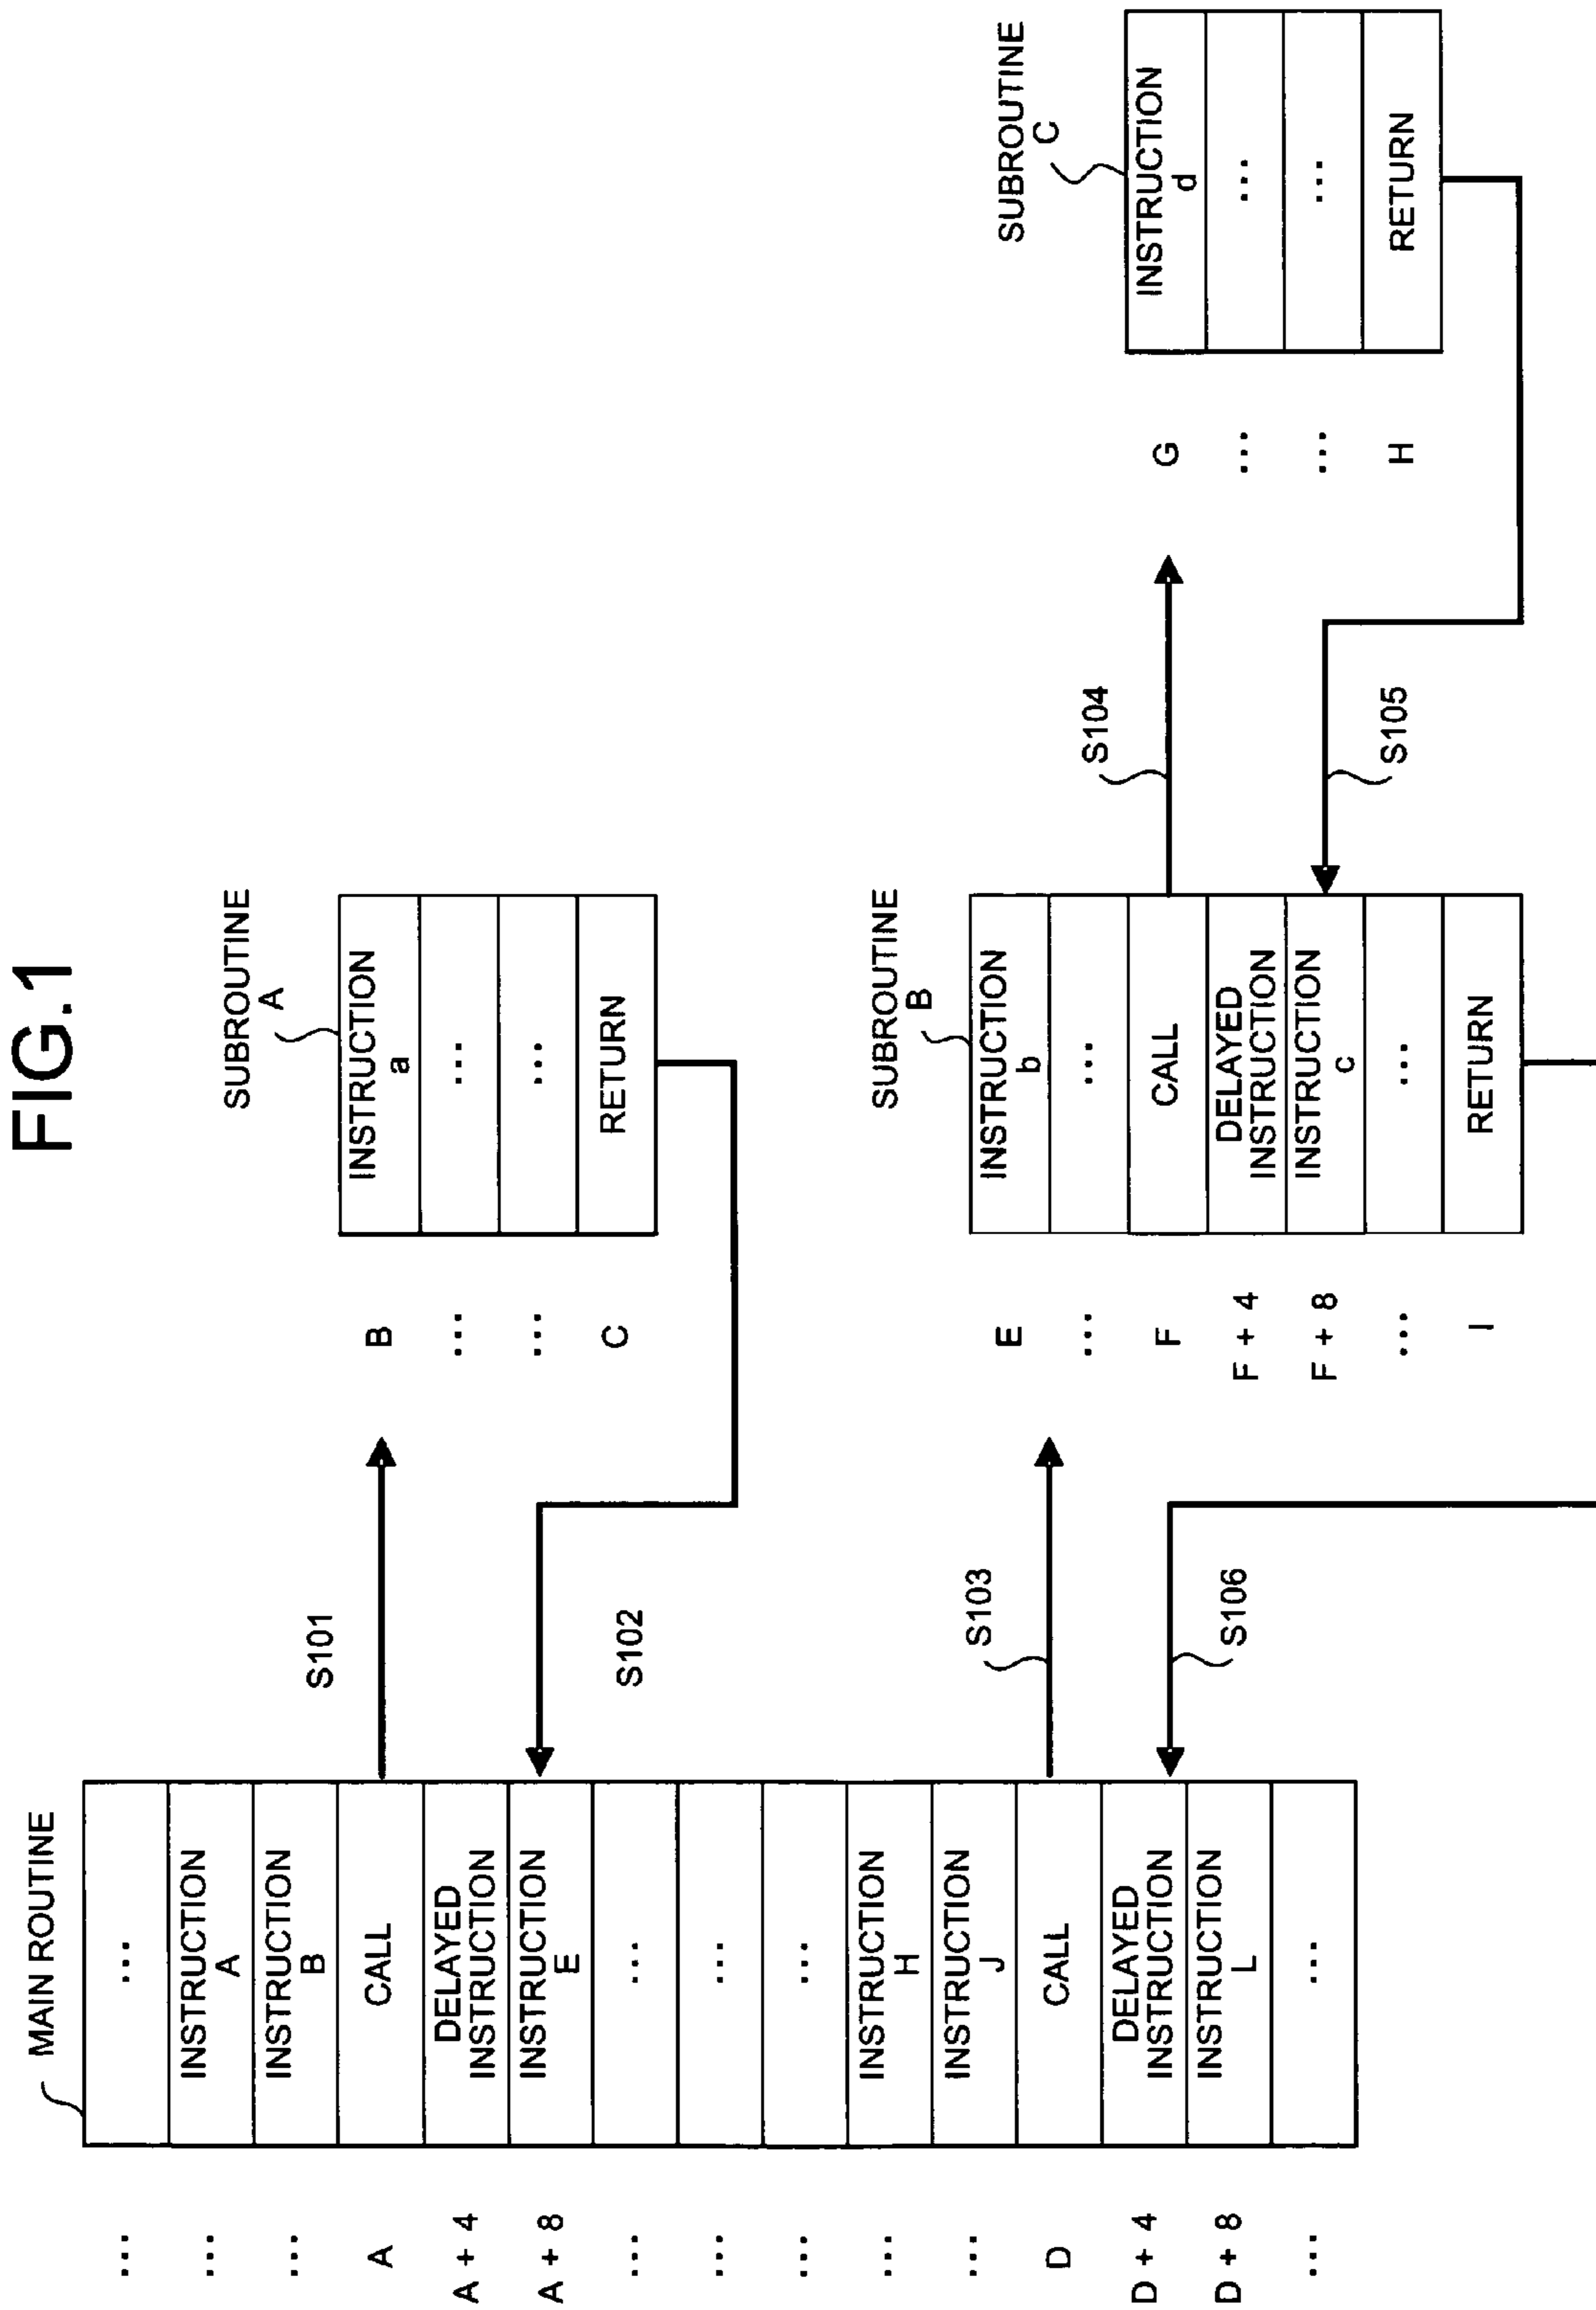 FIG.1
MAIN ROUTINE
...
...
...
INSTRUCTION
A
...
INSTRUCTION
B
A
CALL
A + 4
DELAYED
INSTRUCTION
A + 8
INSTRUCTION
E
...
...
...
...
...
...
...
INSTRUCTION
H
...
INSTRUCTION
J
D
CALL
D + 4
DELAYED
INSTRUCTION
D + 8
INSTRUCTION
L
...
...
S101
S102
S103
S106
SUBROUTINE
A
B
INSTRUCTION
a
...
...
...
...
C
RETURN
SUBROUTINE
B
E
INSTRUCTION
b
...
...
F
CALL
F + 4
DELAYED
INSTRUCTION
F + 8
INSTRUCTION
c
...
...
I
RETURN
S104
S105
SUBROUTINE
C
G
INSTRUCTION
d
...
...
...
...
H
RETURN